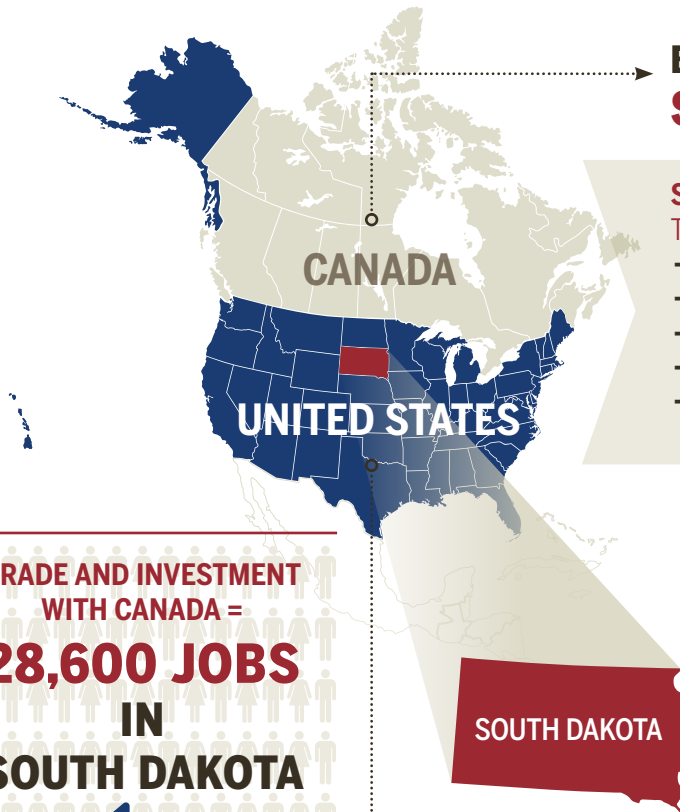 CANADA
UNITED STATES
RADE AND INVESTMENT
WITH CANADA =
28,600 JOBS
IN
SOUTH DAKOTA
SOUTH DAKOTA